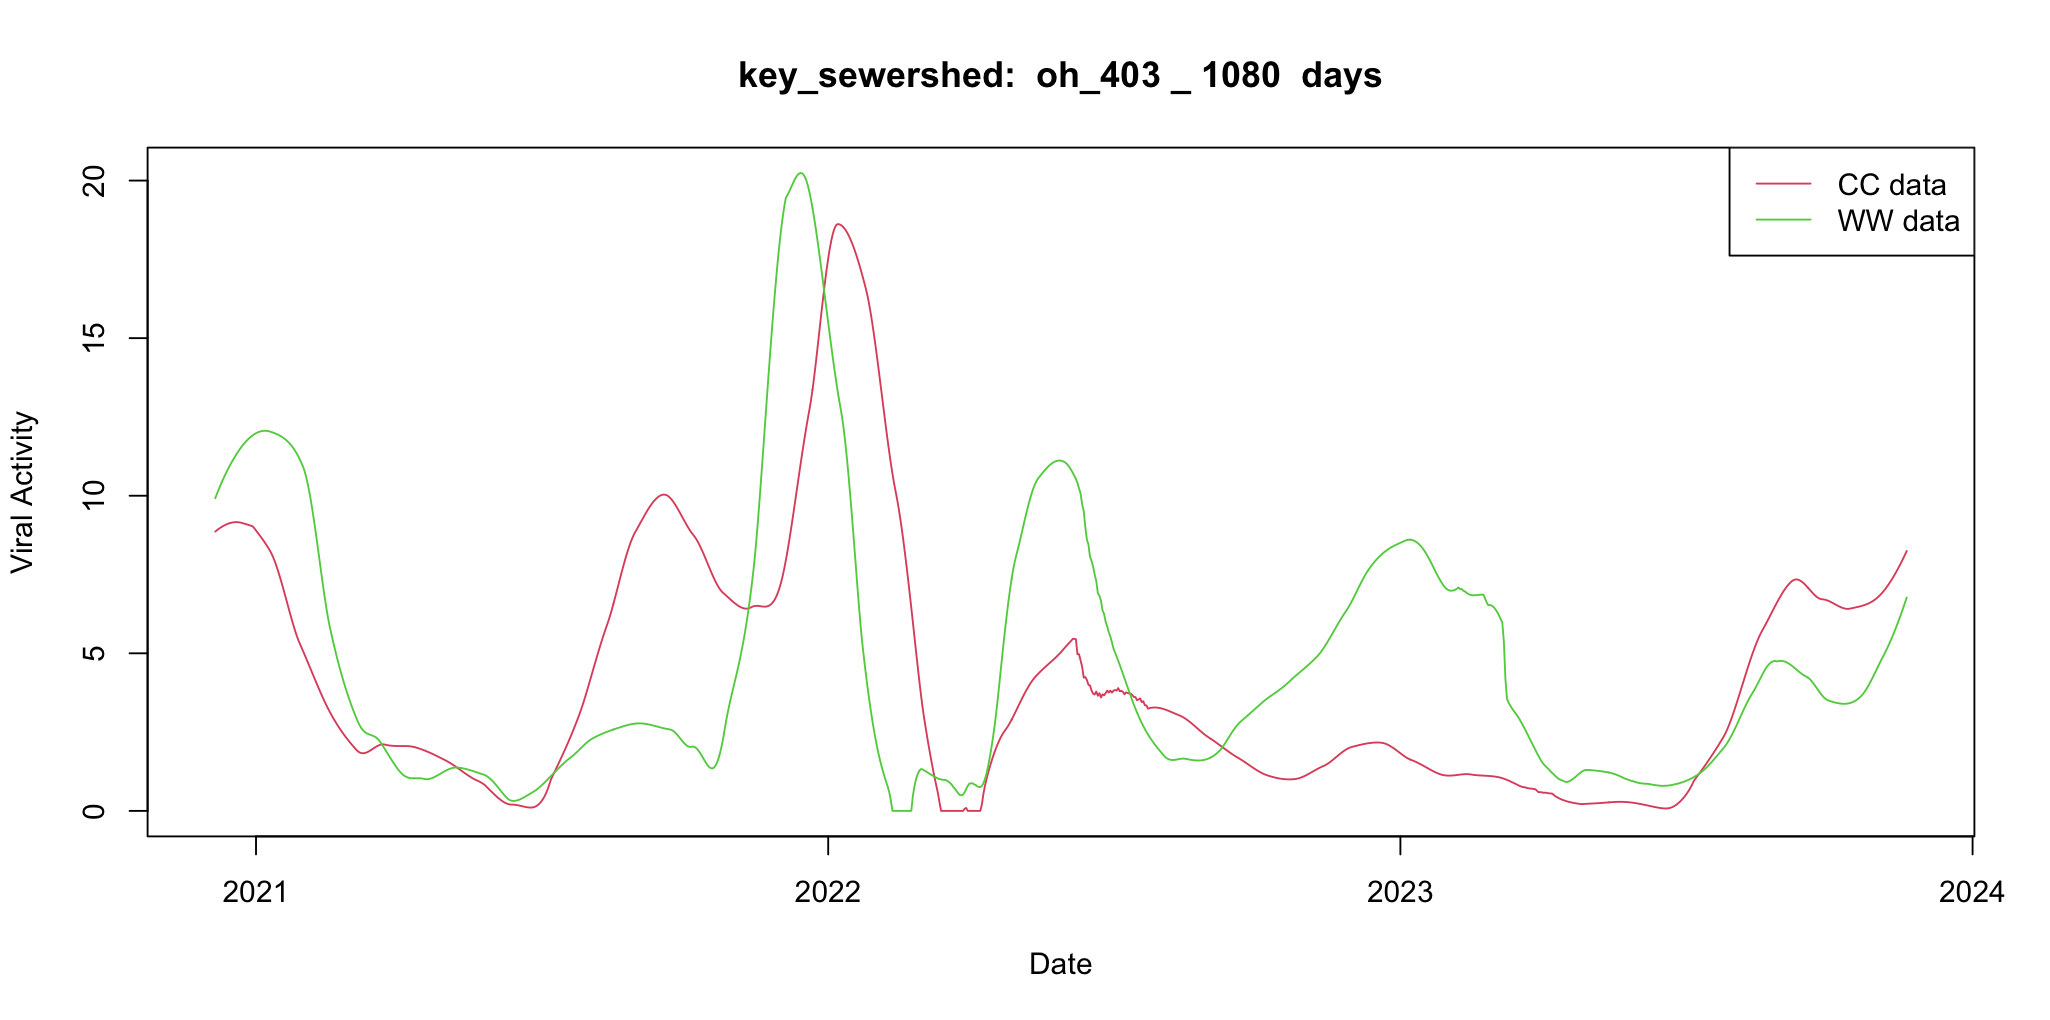 key_sewershed:  oh_403 _ 1080  days
CC data
WW data
Viral Activity
20
15
10
5
0
2021
2022
2023
2024
Date